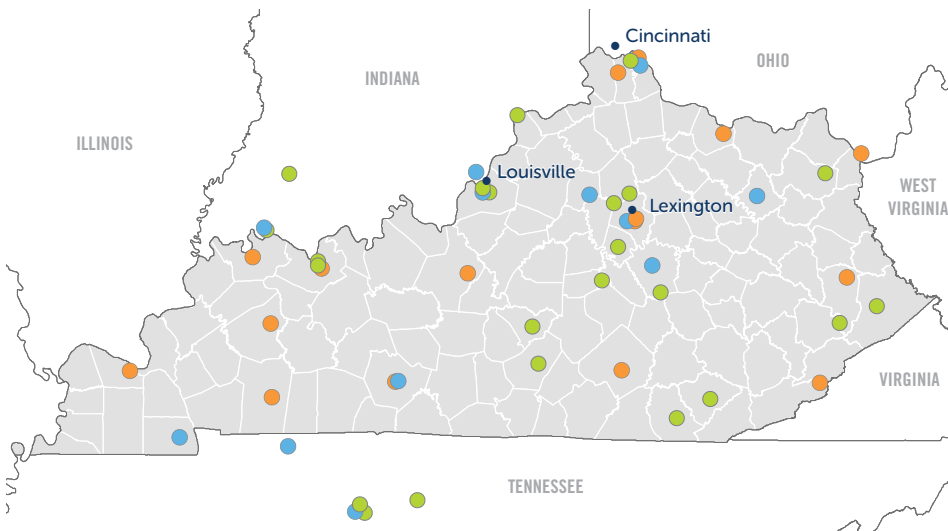 Cincinnati
OHIO
INDIANA
ILLINOIS
Louisville
WEST
VIRGINIA
Lexington
VIRGINIA
TENNESSEE